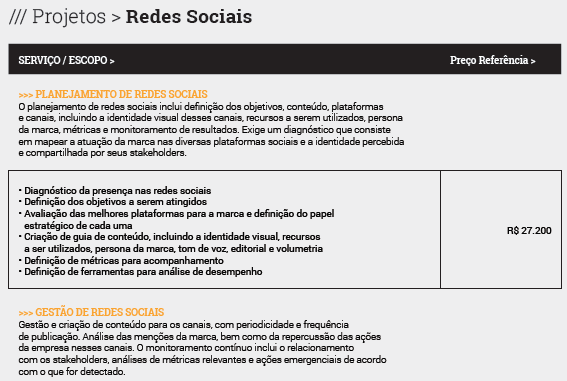 /// Projetos > Redes Sociais
SERVIÇO / ESCOPO >
Preço Referência >
>>> PLANEJAMENTO DE REDES SOCIAIS
O planejamento de redes sociais inclui definição dos objetivos, conteúdo, plataformas
e canais, incluindo a identidade visual desses canais, recursos a serem utilizados, persona
da marca, métricas e monitoramento de resultados. Exige um diagnóstico que consiste
em mapear a atuação da marca nas diversas plataformas sociais e a identidade percebida
e compartilhada por seus stakeholders.
• Diagnóstico da presença nas redes sociais
• Definição dos objetivos a serem atingidos
• Avaliação das melhores plataformas para a marca e definição do papel
estratégico de cada uma
• Criação de guia de conteúdo, incluindo a identidade visual, recursos
a ser utilizados, persona da marca, tom de voz, editorial e volumetria
• Definição de métricas para acompanhamento
• Definição de ferramentas para análise de desempenho
R$ 27.200
>>> GESTÃO DE REDES SOCIAIS
Gestão e criação de conteúdo para os canais, com periodicidade e frequência
de publicação. Análise das menções da marca, bem como da repercussão das ações
da empresa nesses canais. O monitoramento contínuo inclui o relacionamento
com os stakeholders, análises de métricas relevantes e ações emergenciais de acordo
com o que for detectado.